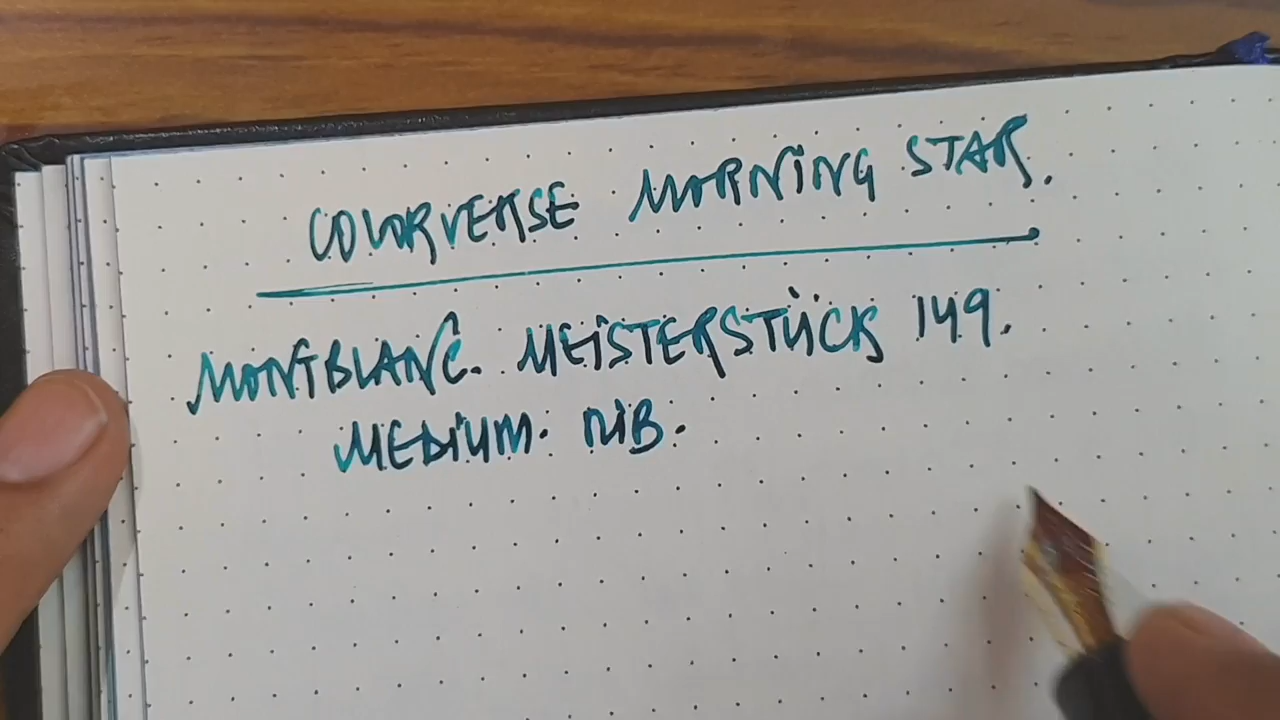 COLORVERSE MORNiNG STAR.
MONTBLANC. MEiSTERSTÜCK 149.
MEDiUM. NiB.